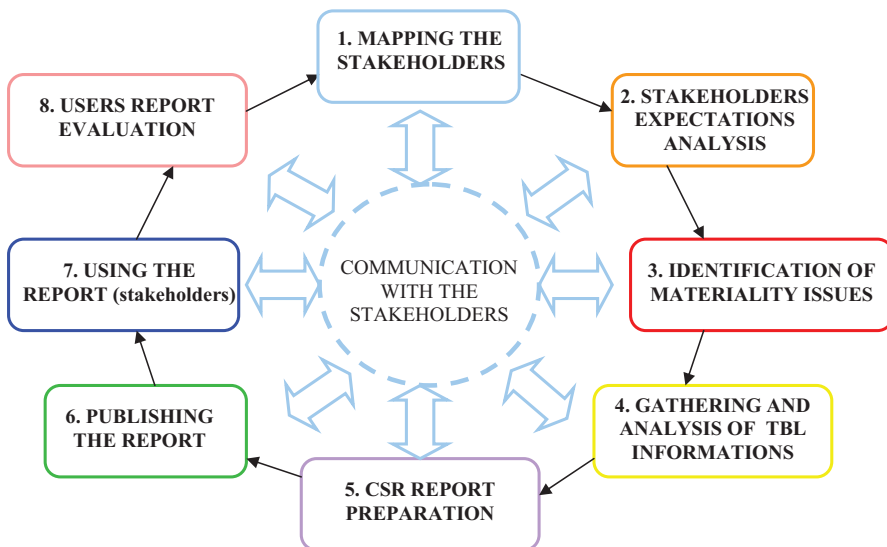 1. MAPPING THE
STAKEHOLDERS
2. STAKEHOLDERS
EXPECTATIONS
ANALYSIS
3. IDENTIFICATION OF
MATERIALITY ISSUES
4. GATHERING AND
ANALYSIS OF TBL
INFORMATIONS
5. CSR REPORT
PREPARATION
6. PUBLISHING
THE REPORT
7. USING THE
REPORT (stakeholders)
8. USERS REPORT
EVALUATION
COMMUNICATION
WITH THE
STAKEHOLDERS